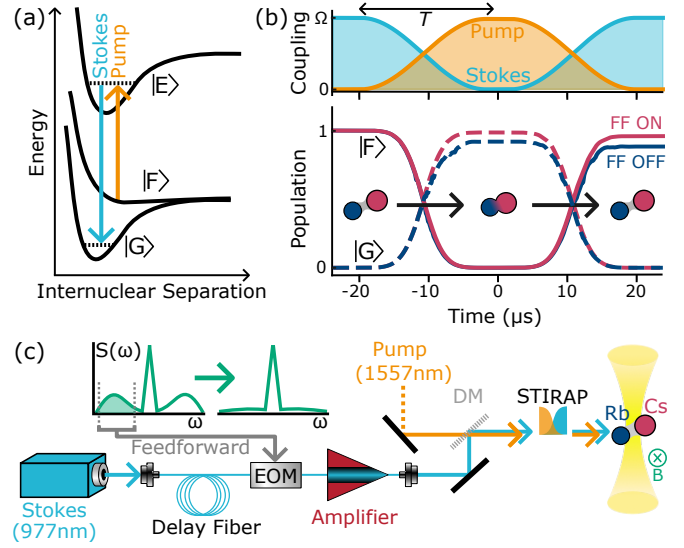 (a)
Energy
Stokes
Pump
|E⟩
|F⟩
|G⟩
Internuclear Separation
(b)
Coupling
Ω
0
T
Pump
Stokes
Population
1
0
|F⟩
|G⟩
FF ON
FF OFF
-20 -10 0 10 20
Time (μs)
(c)
S(ω)
ω
ω
Feedforward
Stokes
(977nm)
Delay Fiber
EOM
Amplifier
Pump
(1557nm)
DM
STIRAP
Rb
Cs
B